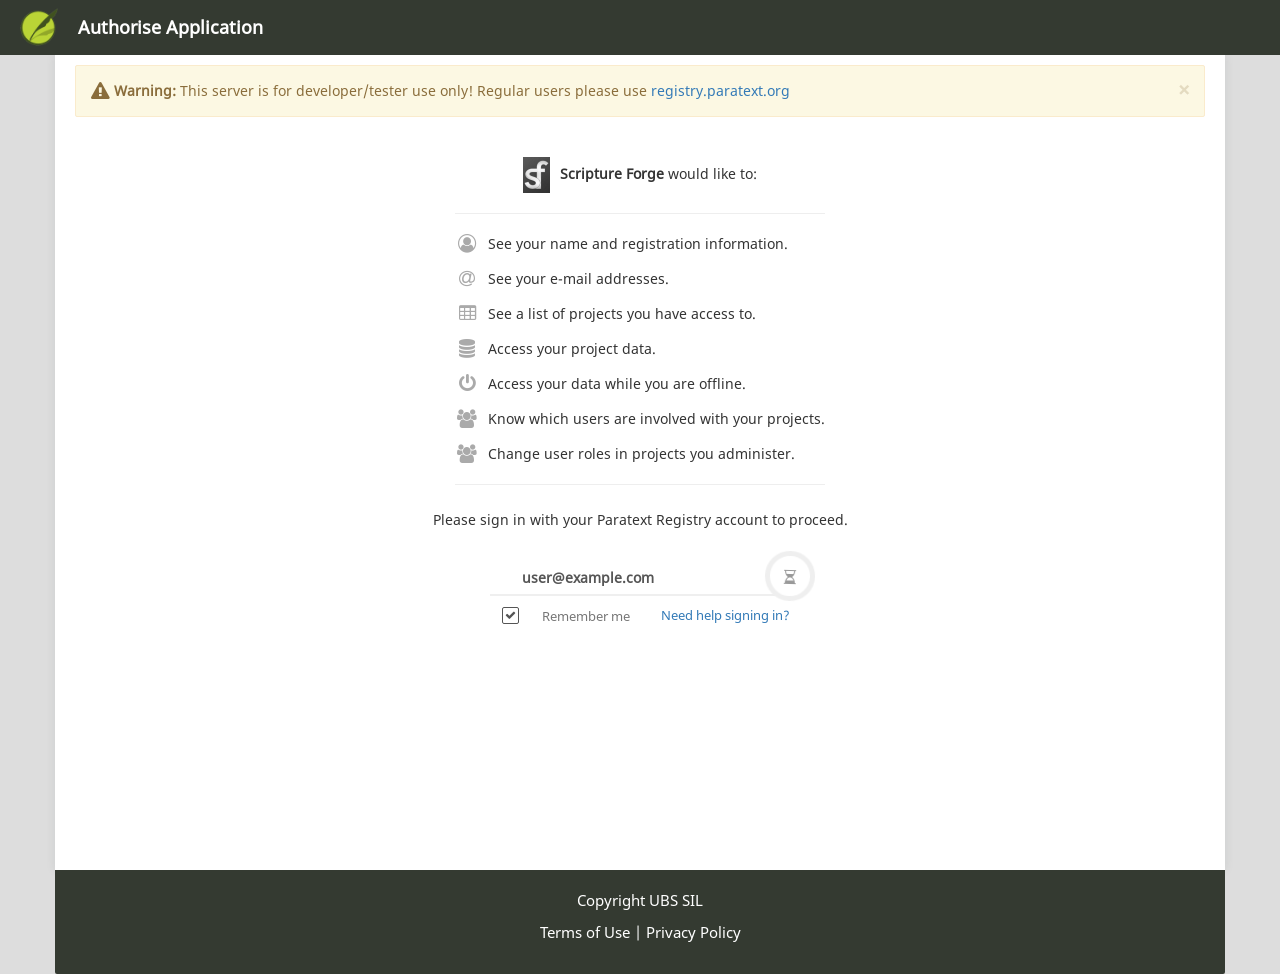 Authorise Application
Warning: This server is for developer/tester use only! Regular users please use registry.paratext.org ×
sf Scripture Forge would like to:
See your name and registration information.
@ See your e-mail addresses.
See a list of projects you have access to.
Access your project data.
Access your data while you are offline.
Know which users are involved with your projects.
Change user roles in projects you administer.
Please sign in with your Paratext Registry account to proceed.
user@example.com
Remember me Need help signing in?
Copyright UBS SIL
Terms of Use | Privacy Policy